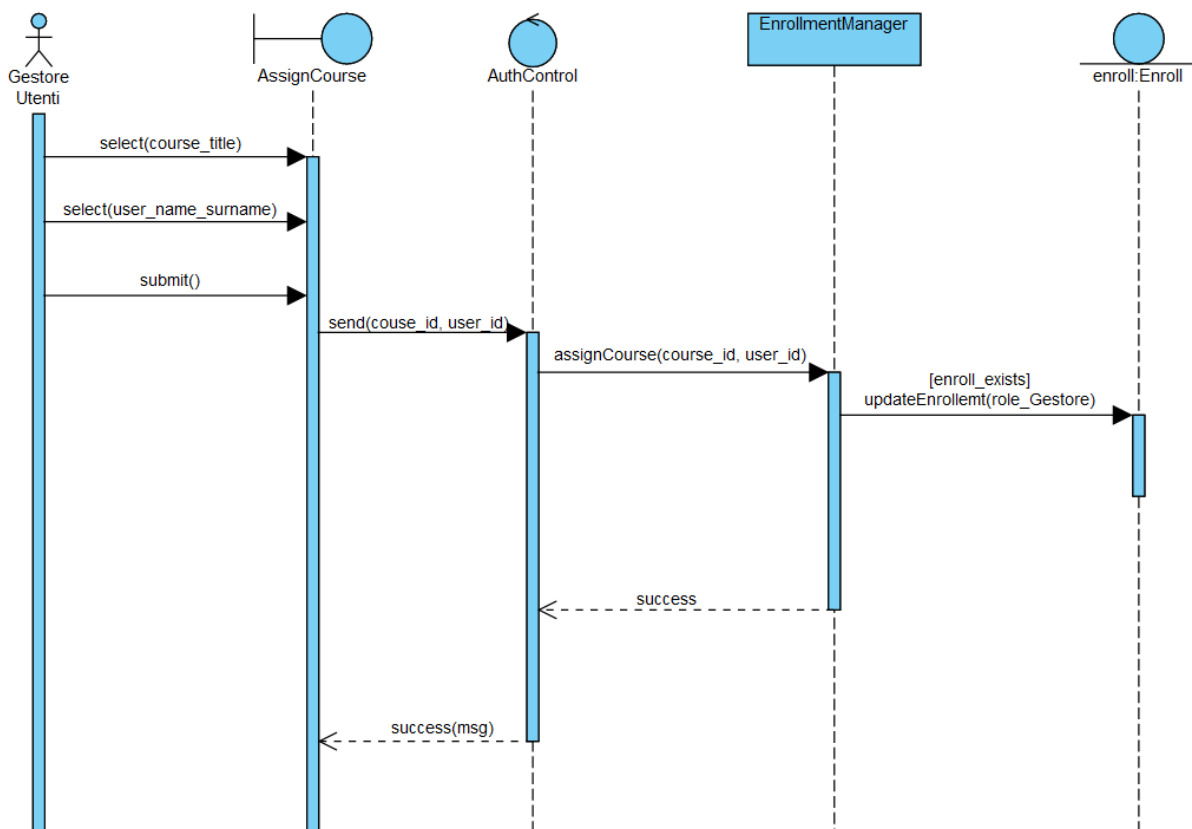 Gestore
Utenti
AssignCourse
AuthControl
EnrollmentManager
enroll:Enroll
select(course_title)
select(user_name_surname)
submit()
send(couse_id, user_id)
assignCourse(course_id, user_id)
[enroll_exists]
updateEnrollemt(role_Gestore)
success
success(msg)